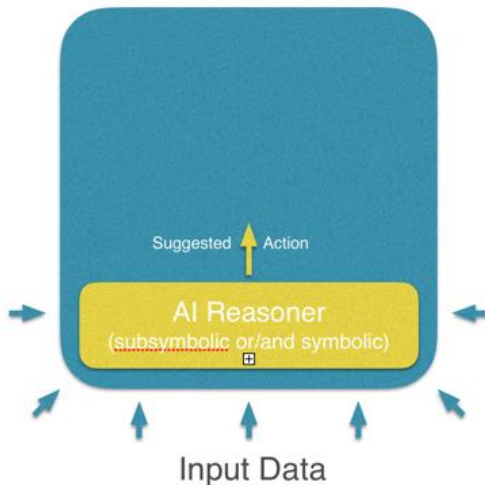 Suggested Action
AI Reasoner
(subsymbolic or/and symbolic)
Input Data